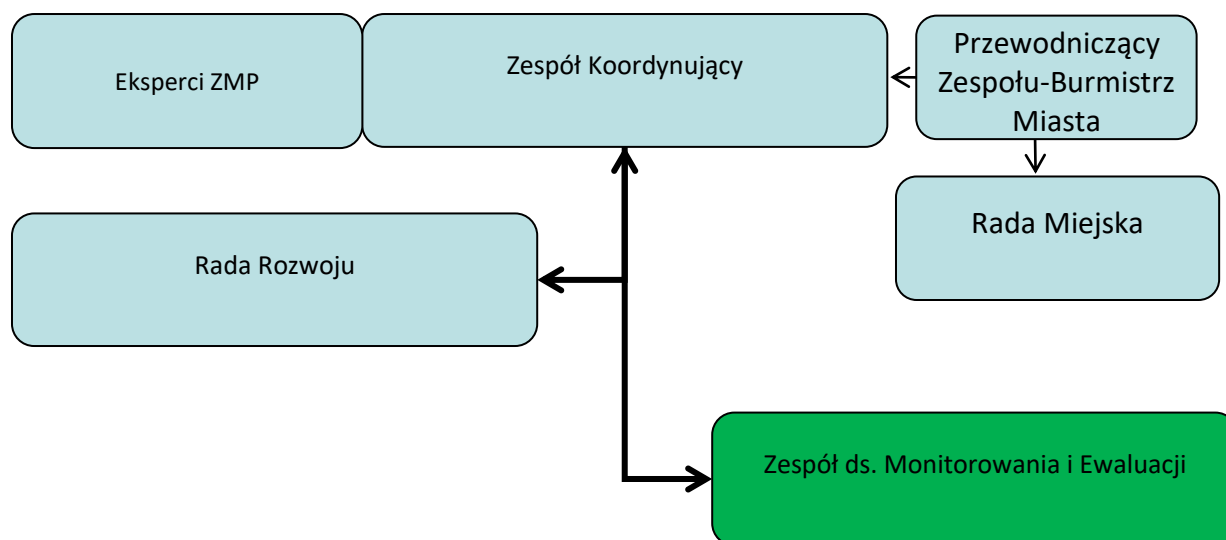 Eksperci ZMP
Zespół Koordynujący
Przewodniczący
Zespołu-Burmistrz
Miasta
Rada Rozwoju
Rada Miejska
Zespół ds. Monitorowania i Ewaluacji